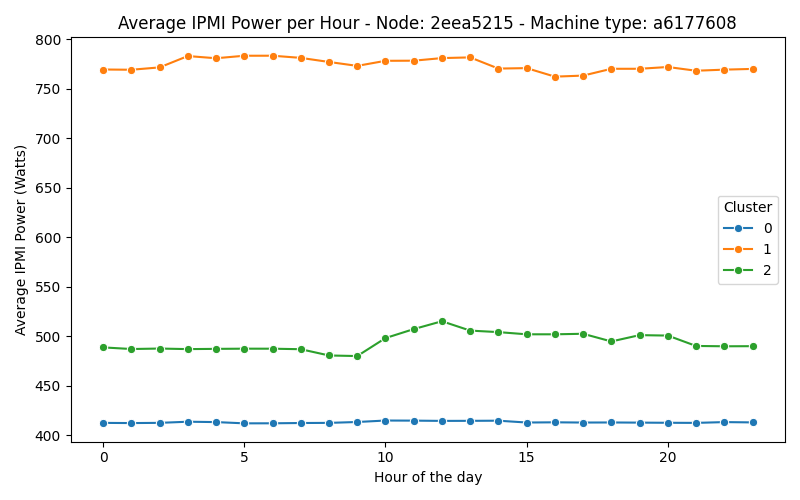 Average IPMI Power per Hour - Node: 2eea5215 - Machine type: a6177608
Average IPMI Power (Watts)
800
750
700
650
600
550
500
450
400
Cluster
0
1
2
0 5 10 15 20
Hour of the day